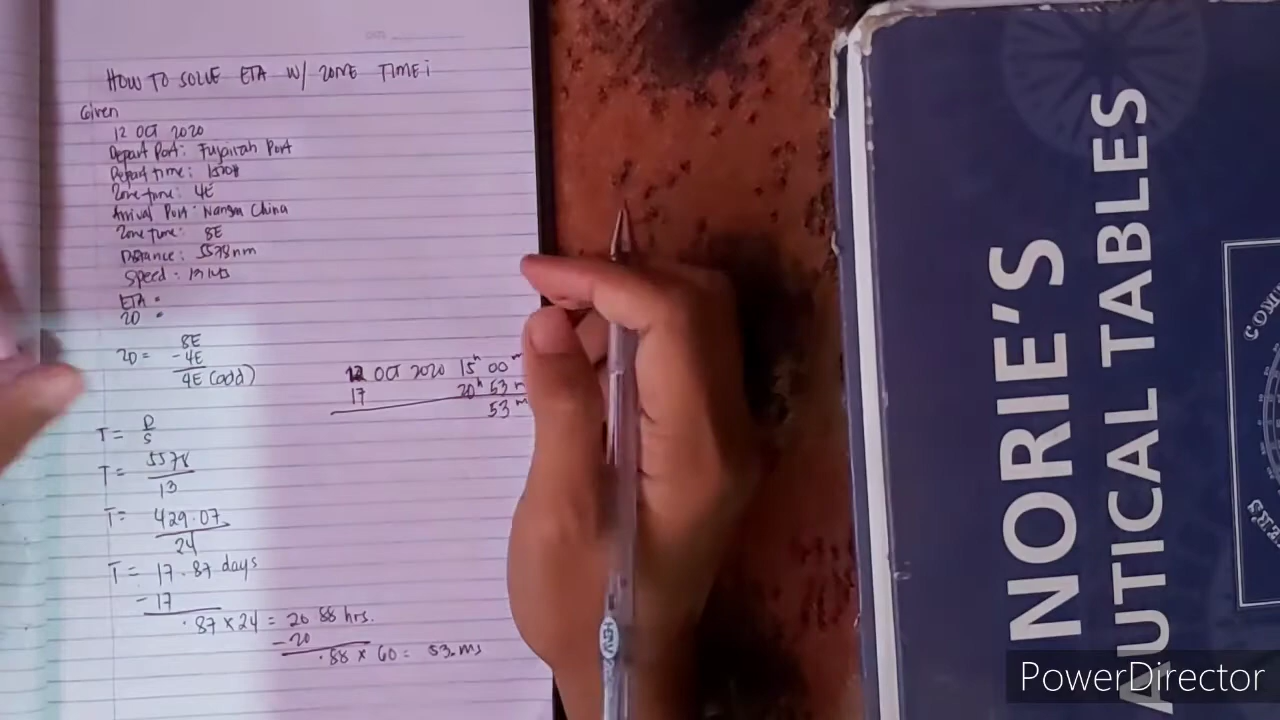 HOW TO SOLVE ETA W/ ZONE TIME:
Given
12 OCT 2020
Depart Port: Fujairah Port
Depart time: 1500H
Zone time: 4E
Arrival Port: China
Zone time: 8E
Distance: 5578nm
Speed: 13 kts
ETA =
ZD =
ZD = 8E
- 4E
4E (add)
12 OCT 2020 15h 00m
17 20h 53m
53m
T = D
S
T = 5578
13
T = 429.07
24
T = 17.87 days
- 17
.87 x 24 = 20.88 hrs.
- 20
.88 x 60 = 53 ms
NORIE'S
AUTICAL TABLES
PowerDirector